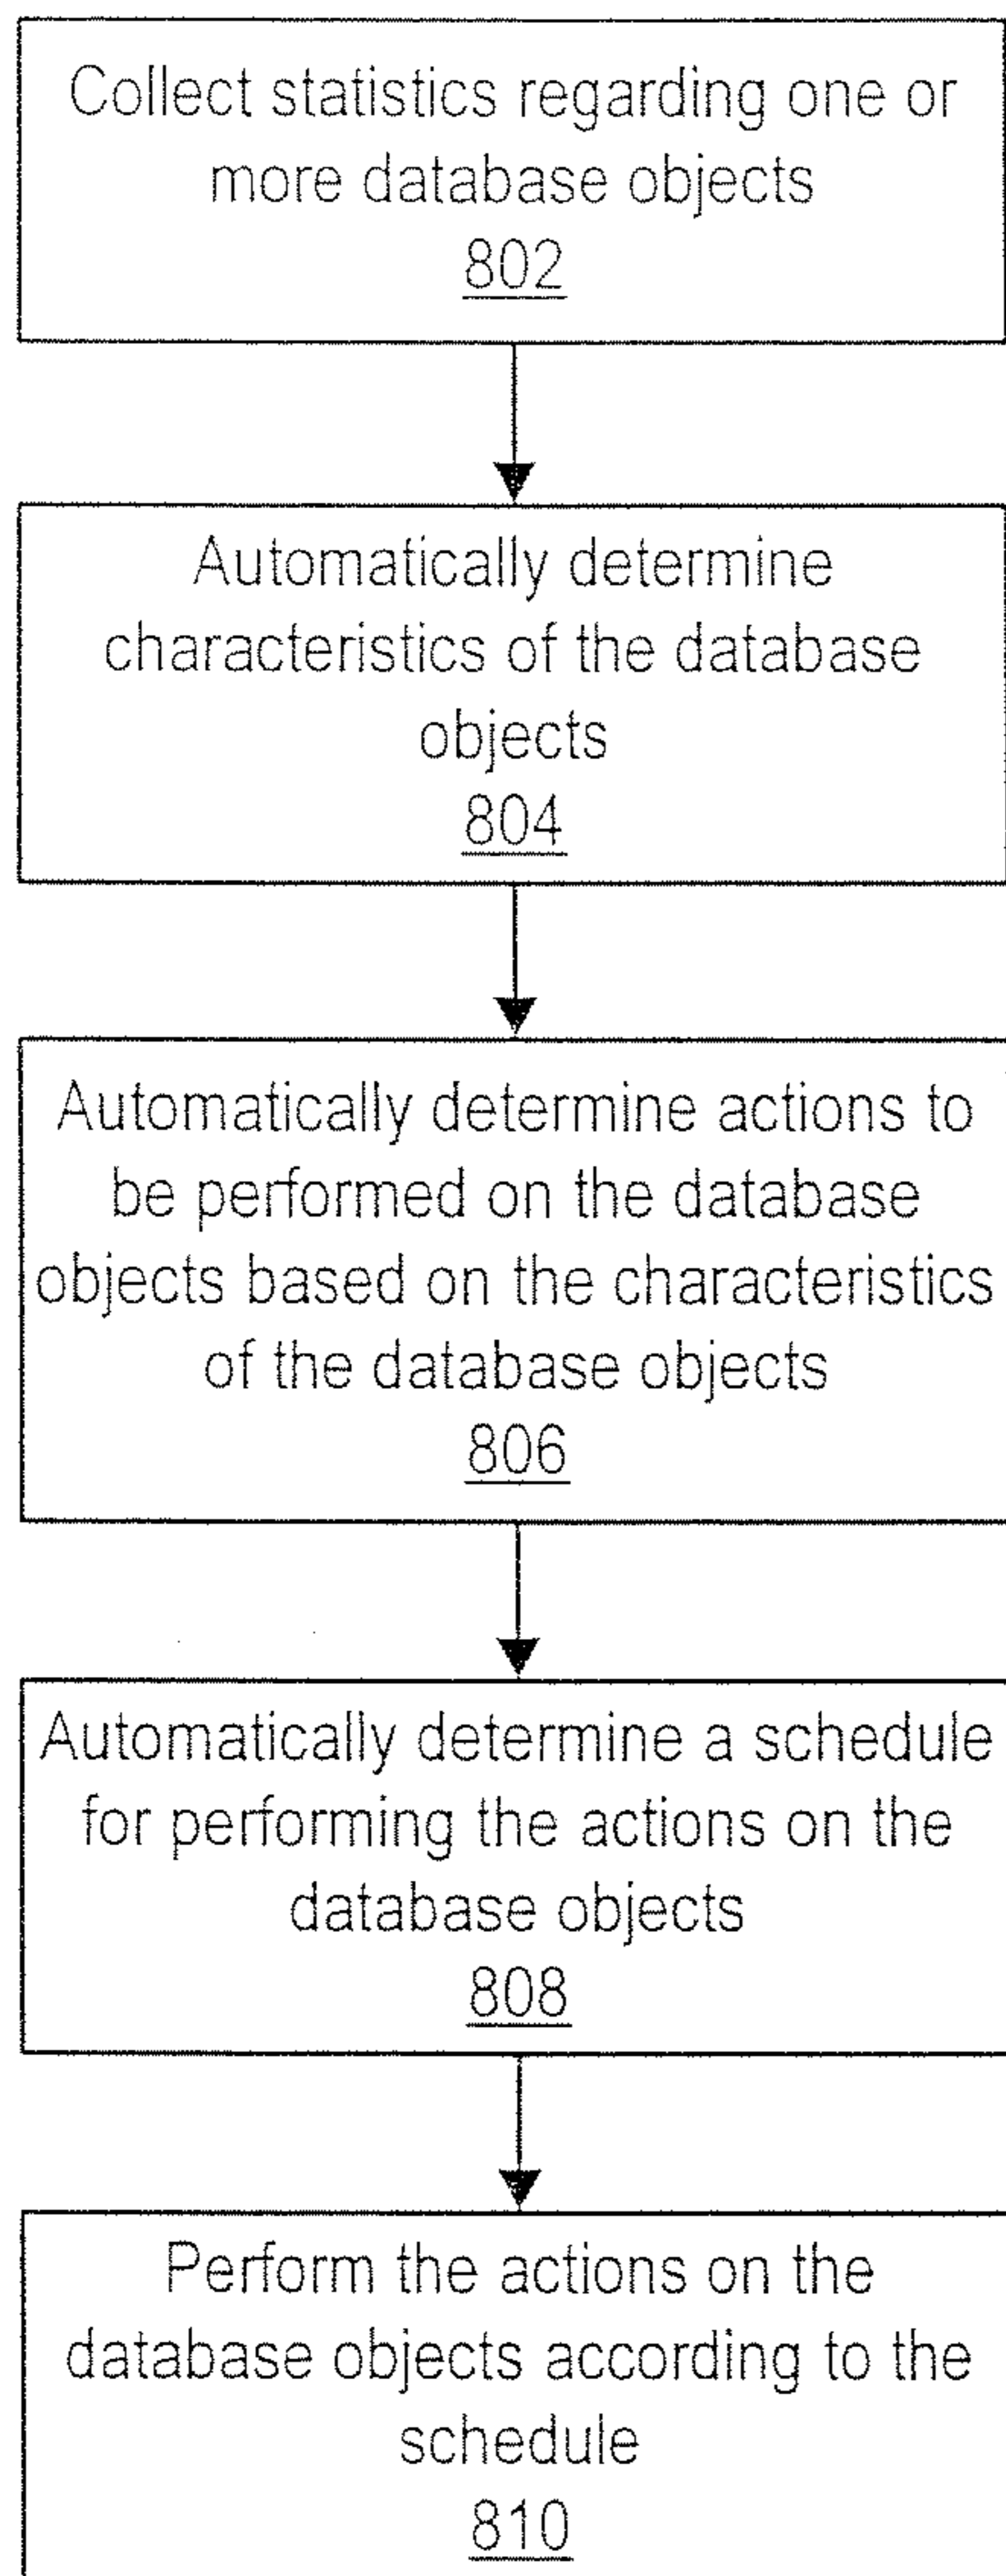 Collect statistics regarding one or
more database objects
802
Automatically determine
characteristics of the database
objects
804
Automatically determine actions to
be performed on the database
objects based on the characteristics
of the database objects
806
Automatically determine a schedule
for performing the actions on the
database objects
808
Perform the actions on the
database objects according to the
schedule
810